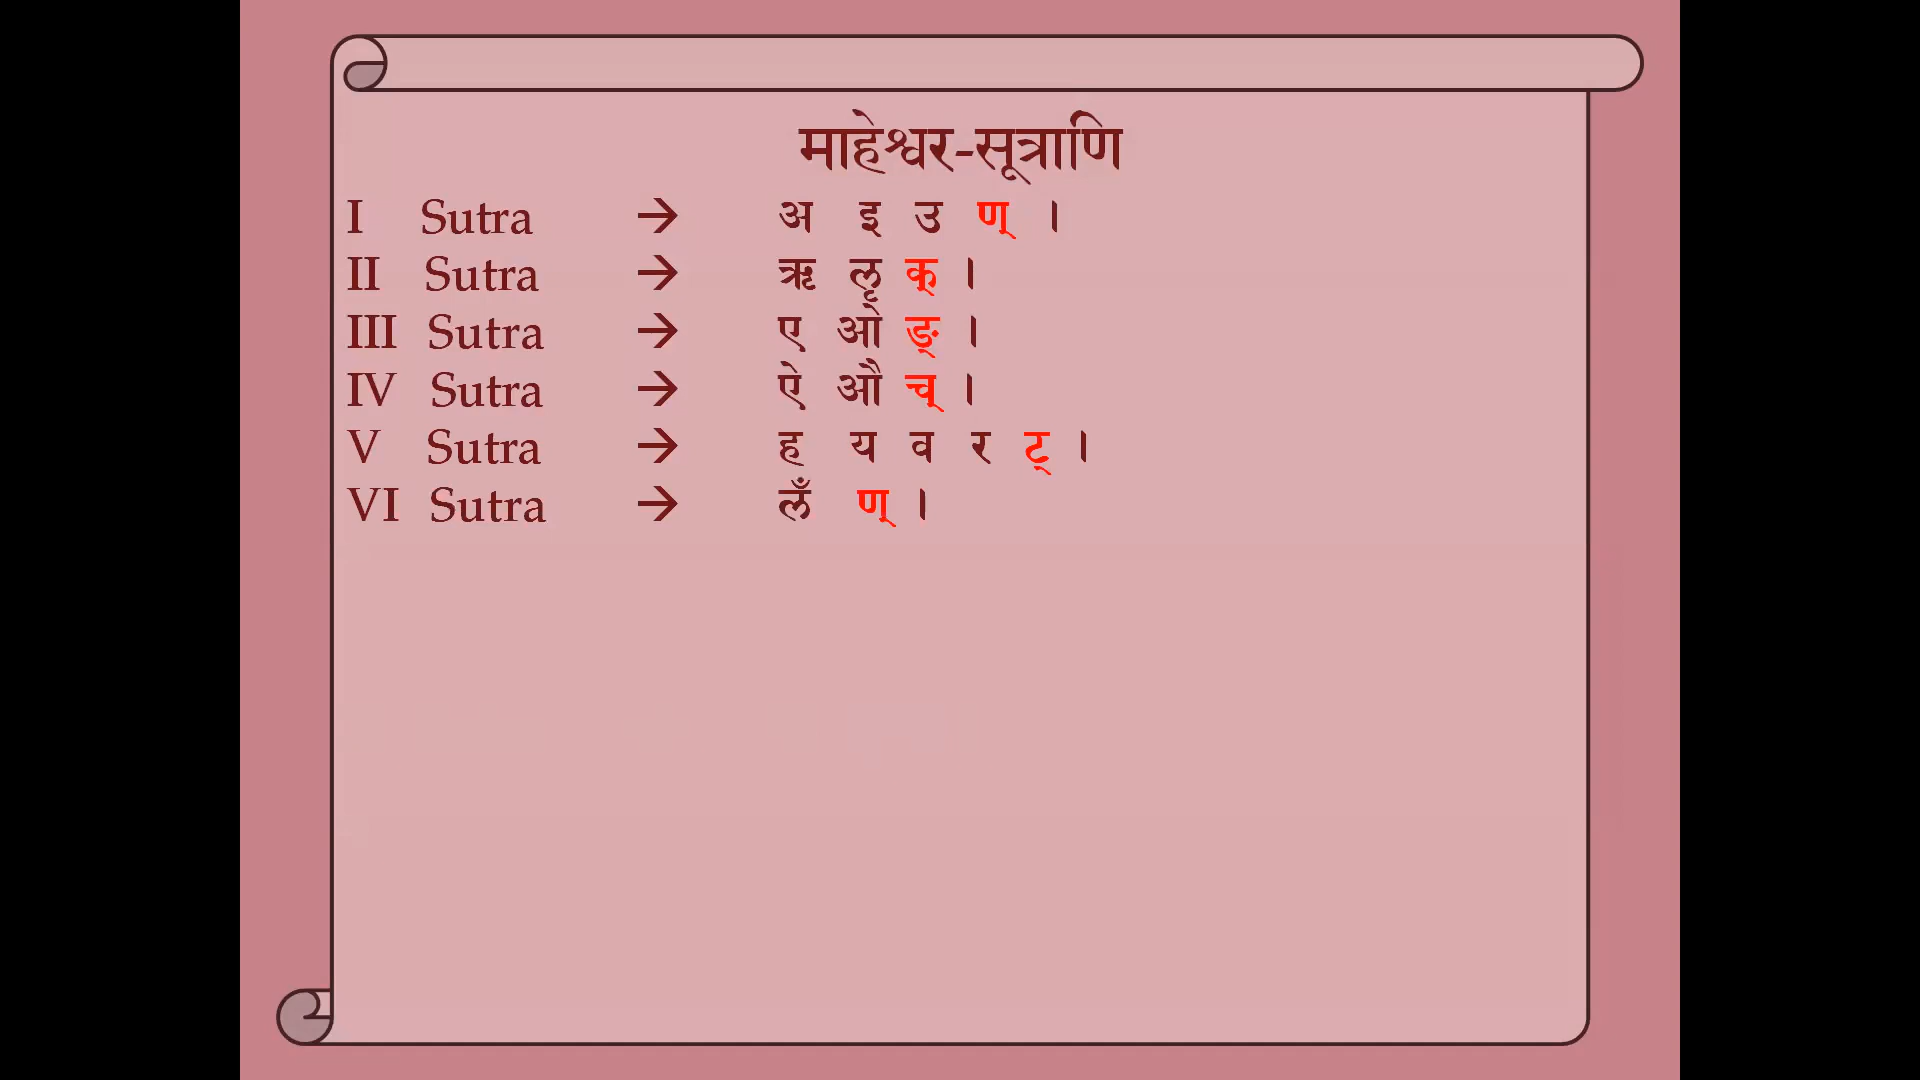 माहेश्वर-सूत्राणि
I Sutra → अ इ उ ण् ।
II Sutra → ऋ लृ क् ।
III Sutra → ए ओ ङ् ।
IV Sutra → ऐ औ च् ।
V Sutra → ह य व र ट् ।
VI Sutra → लँ ण् ।